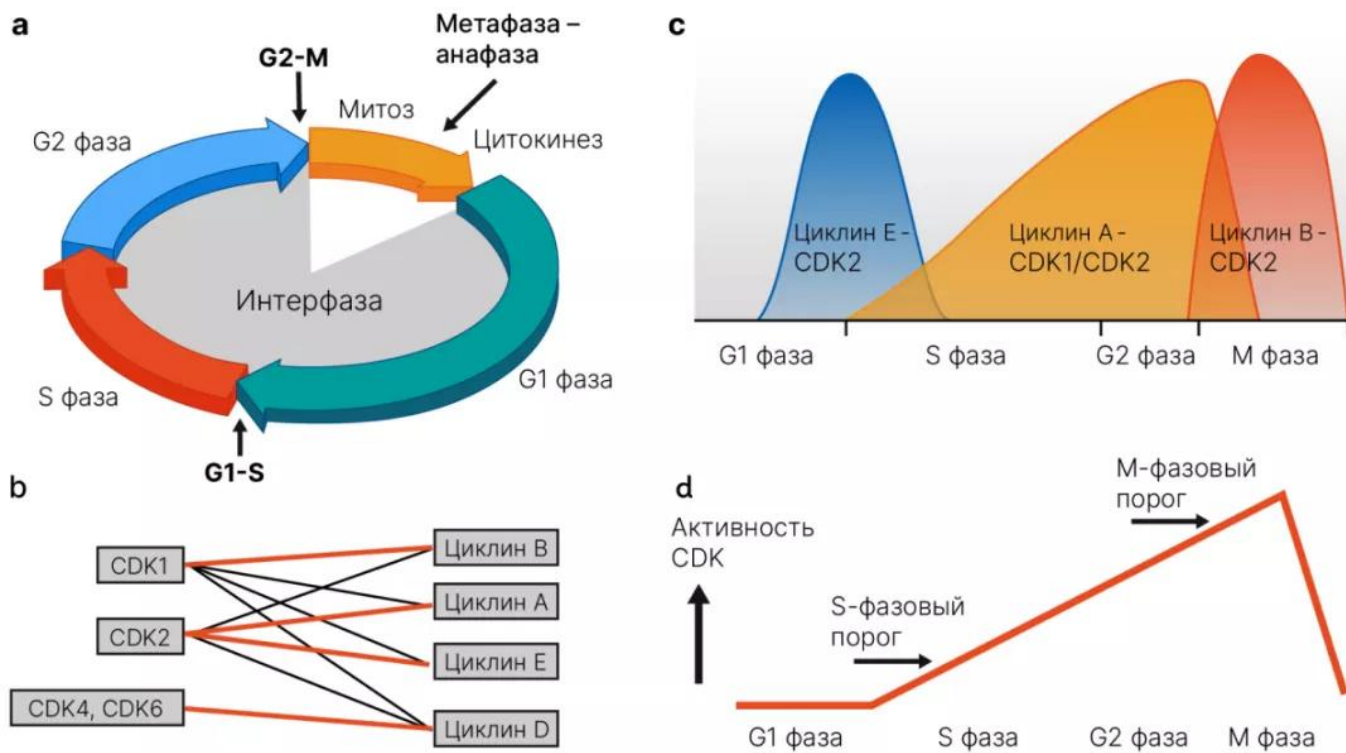 a
G2-M
Метафаза –
анафаза
Митоз
Цитокинез
G2 фаза
Интерфаза
S фаза
G1 фаза
G1-S
b
CDK1
CDK2
CDK4, CDK6
Циклин B
Циклин A
Циклин E
Циклин D
c
Циклин E -
CDK2
Циклин A -
CDK1/CDK2
Циклин B -
CDK2
G1 фаза
S фаза
G2 фаза
M фаза
d
Активность
CDK
S-фазовый
порог
M-фазовый
порог
G1 фаза
S фаза
G2 фаза
M фаза